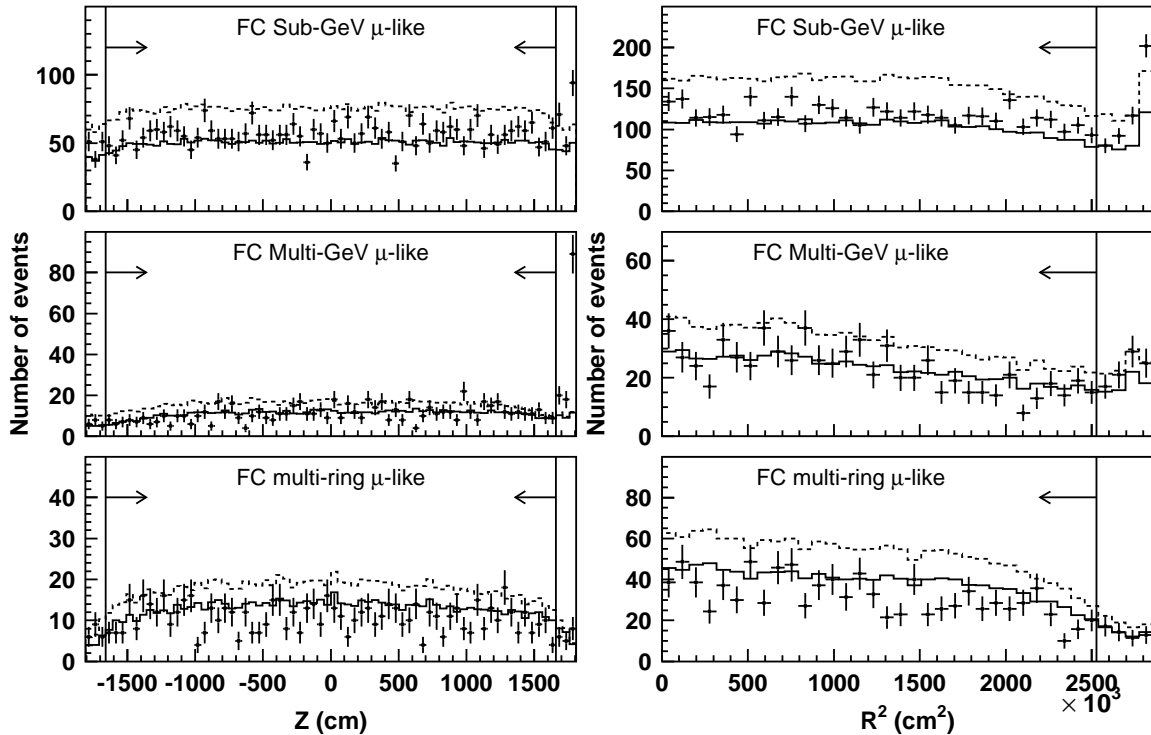 FC Sub-GeV μ-like
0
50
100
FC Sub-GeV μ-like
0
50
100
150
200
Number of events
FC Multi-GeV μ-like
0
20
40
60
80
Number of events
FC Multi-GeV μ-like
0
20
40
60
FC multi-ring μ-like
0
10
20
30
40
-1500 -1000 -500 0 500 1000 1500
Z (cm)
FC multi-ring μ-like
0
20
40
60
80
0 500 1000 1500 2000 2500
× 10³
R² (cm²)